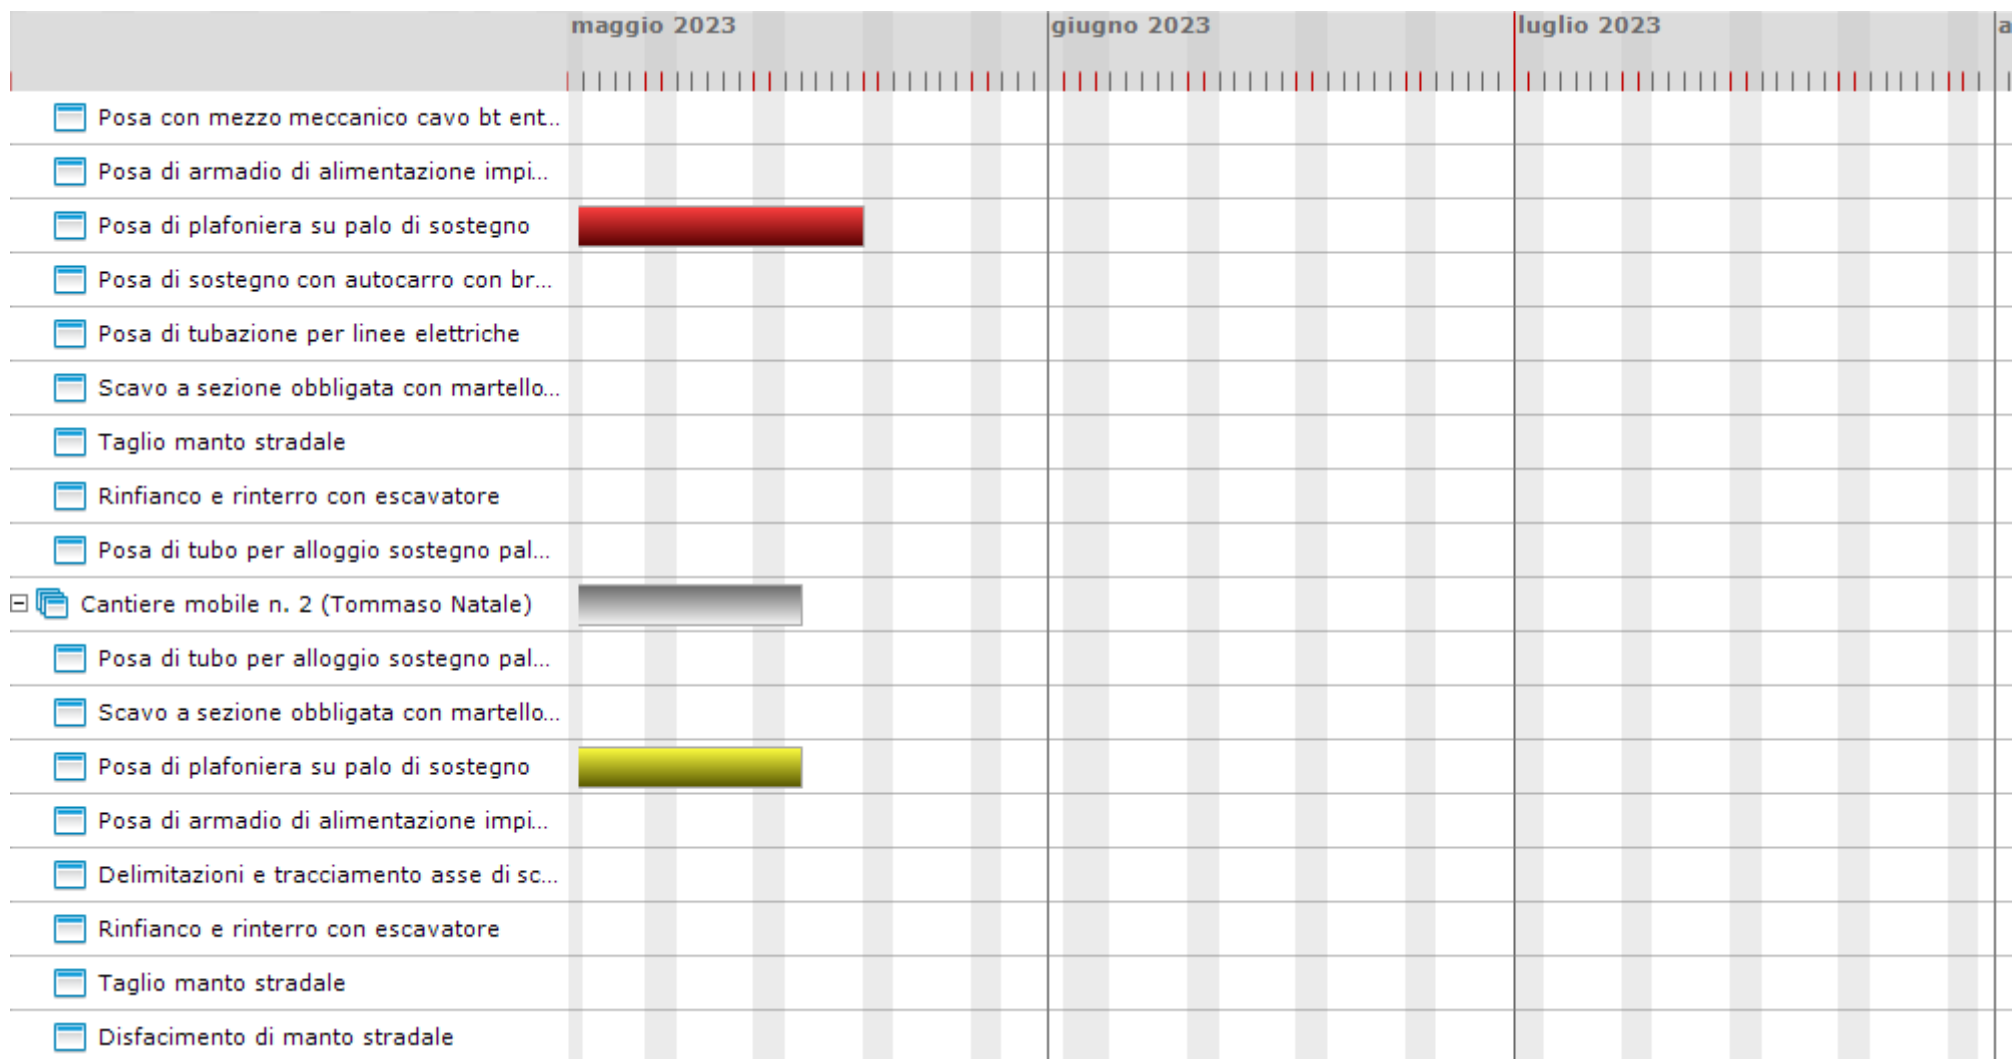 maggio 2023 giugno 2023 luglio 2023 a
Posa con mezzo meccanico cavo bt ent...
Posa di armadio di alimentazione impi...
Posa di plafoniera su palo di sostegno
Posa di sostegno con autocarro con br...
Posa di tubazione per linee elettriche
Scavo a sezione obbligata con martello...
Taglio manto stradale
Rinfianco e rinterro con escavatore
Posa di tubo per alloggio sostegno pal...
Cantiere mobile n. 2 (Tommaso Natale)
Posa di tubo per alloggio sostegno pal...
Scavo a sezione obbligata con martello...
Posa di plafoniera su palo di sostegno
Posa di armadio di alimentazione impi...
Delimitazioni e tracciamento asse di sc...
Rinfianco e rinterro con escavatore
Taglio manto stradale
Disfacimento di manto stradale